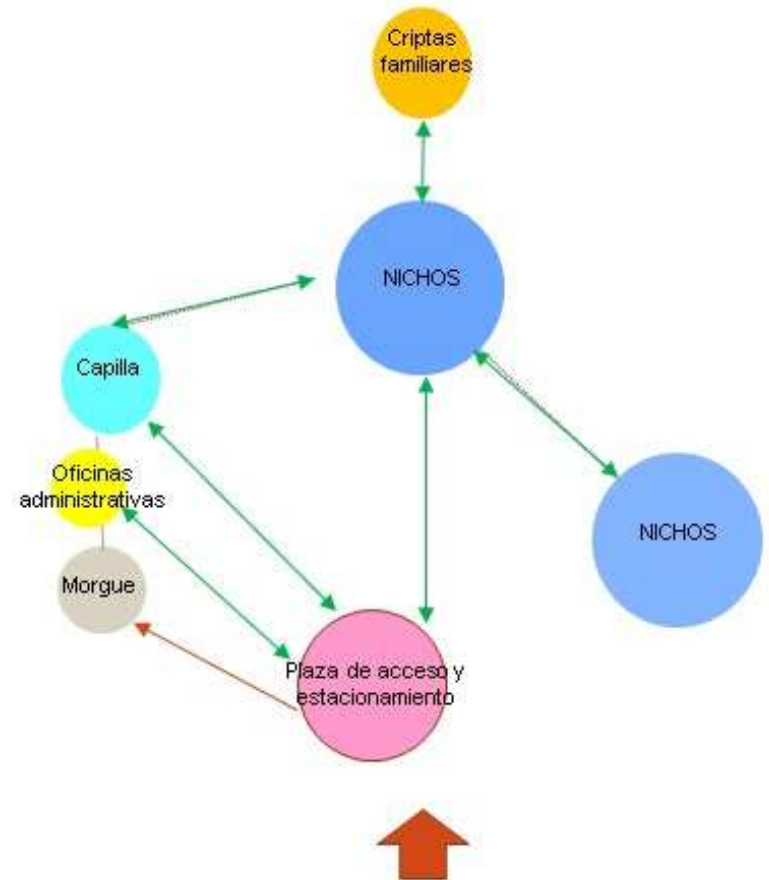 Criptas
familiares
NICHOS
Capilla
Oficinas
administrativas
NICHOS
Morgue
Plaza de acceso y
estacionamiento